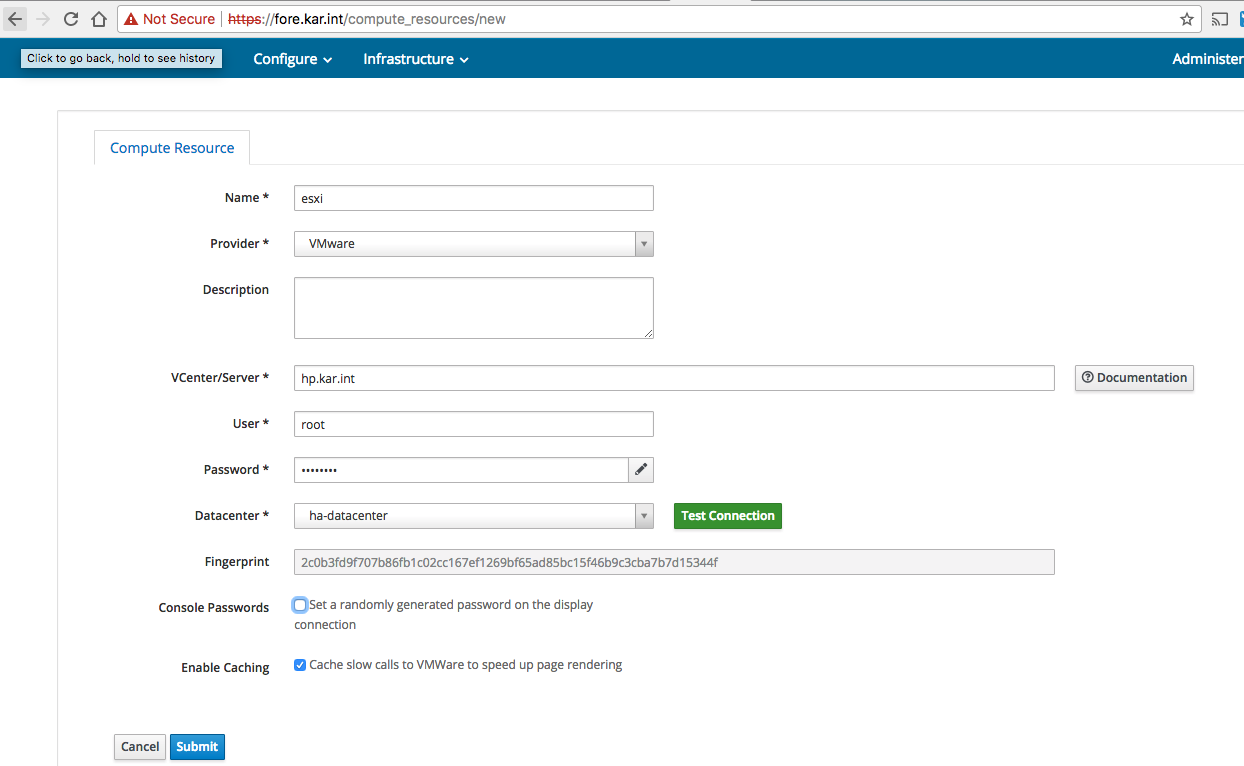 Not Secure https://fore.kar.int/compute_resources/new
Click to go back, hold to see history Configure Infrastructure Administer
Compute Resource
Name * esxi
Provider * VMware
Description
VCenter/Server * hp.kar.int Documentation
User * root
Password * ••••••••
Datacenter * ha-datacenter Test Connection
Fingerprint 2c0b3fd9f707b86fb1c02cc167ef1269bf65ad85bc15f46b9c3cba7b7d15344f
Console Passwords Set a randomly generated password on the display
connection
Enable Caching Cache slow calls to VMWare to speed up page rendering
Cancel Submit